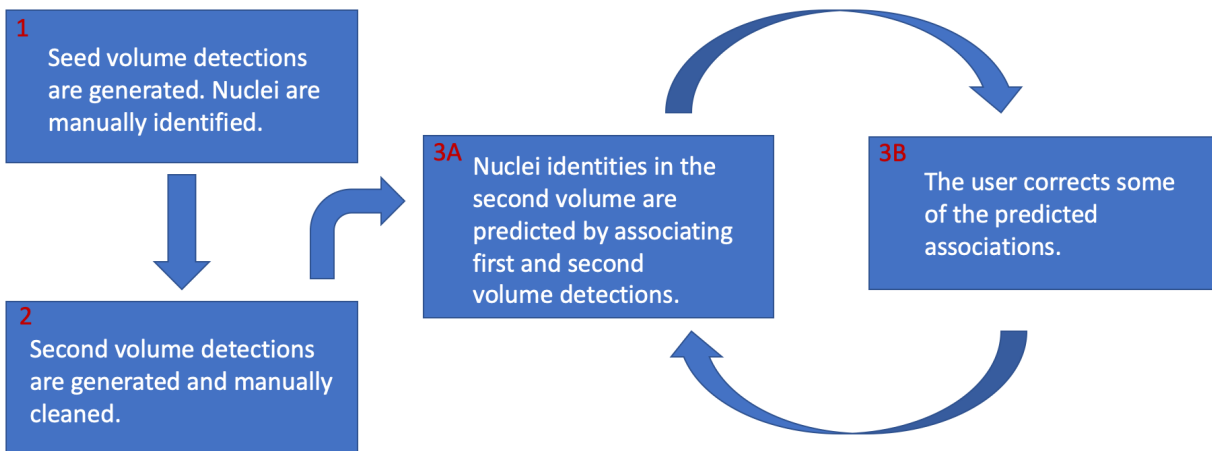 1
Seed volume detections
are generated. Nuclei are
manually identified.
2
Second volume detections
are generated and manually
cleaned.
3A
Nuclei identities in the
second volume are
predicted by associating
first and second
volume detections.
3B
The user corrects some
of the predicted
associations.